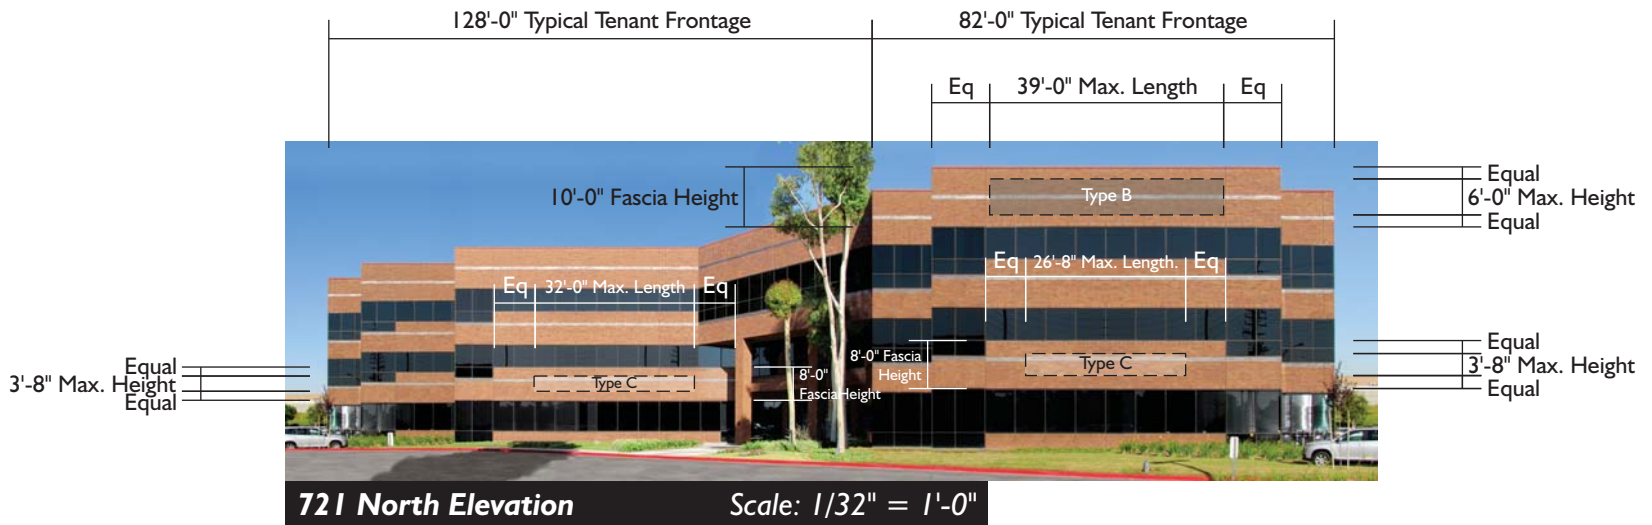 128'-0" Typical Tenant Frontage
82'-0" Typical Tenant Frontage
Eq 39'-0" Max. Length Eq
10'-0" Fascia Height
Type B
Equal
6'-0" Max. Height
Equal
Eq 32'-0" Max. Length Eq
Eq 26'-8" Max. Length. Eq
Equal
3'-8" Max. Height
Equal
Type C
8'-0"
FasciaHeight
8'-0" Fascia
Height
Type C
Equal
3'-8" Max. Height
Equal
721 North Elevation Scale: 1/32" = 1'-0"